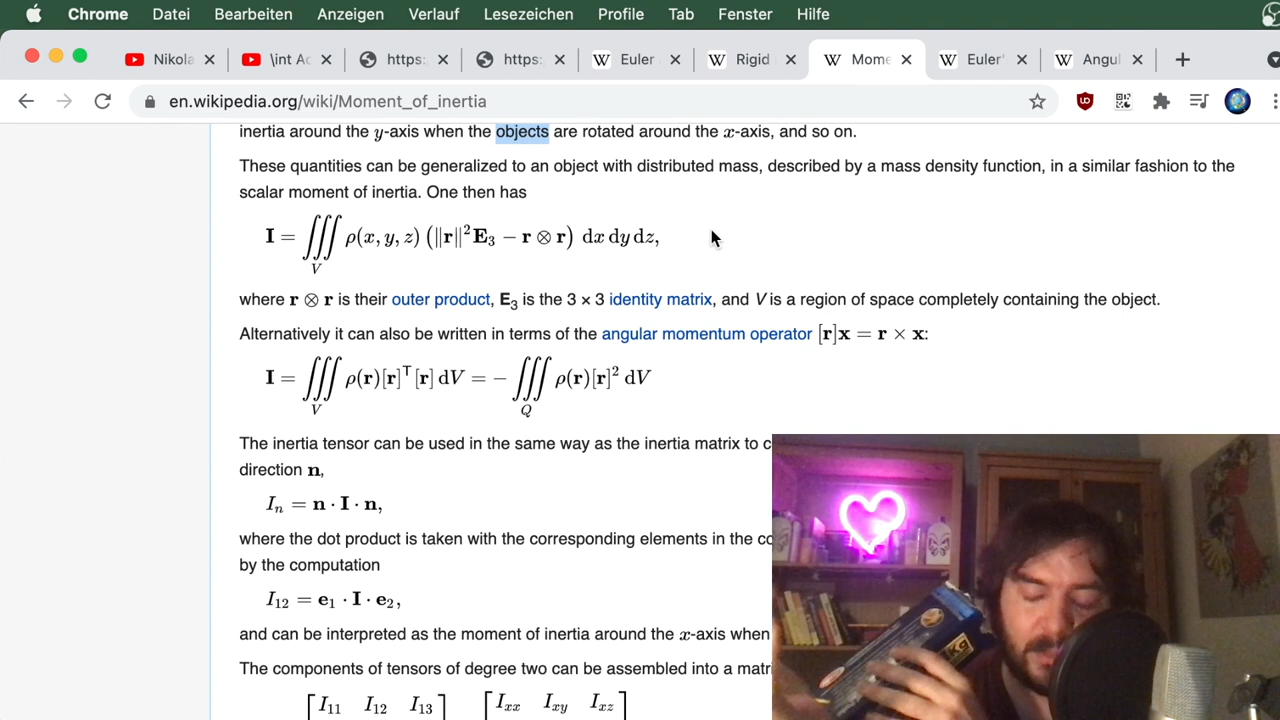 Chrome Datei Bearbeiten Anzeigen Verlauf Lesezeichen Profile Tab Fenster Hilfe
Nikola \int Ac https: https: Euler Rigid Mome Euler' Angul
en.wikipedia.org/wiki/Moment_of_inertia
inertia around the y-axis when the objects are rotated around the x-axis, and so on.
These quantities can be generalized to an object with distributed mass, described by a mass density function, in a similar fashion to the
scalar moment of inertia. One then has
I = ∭_V ρ(x, y, z) (‖r‖² E₃ − r ⊗ r) dx dy dz,
where r ⊗ r is their outer product, E₃ is the 3 × 3 identity matrix, and V is a region of space completely containing the object.
Alternatively it can also be written in terms of the angular momentum operator [r]x = r × x:
I = ∭_V ρ(r)[r]ᵀ[r] dV = − ∭_Q ρ(r)[r]² dV
The inertia tensor can be used in the same way as the inertia matrix to c
direction n,
Iₙ = n · I · n,
where the dot product is taken with the corresponding elements in the co
by the computation
I₁₂ = e₁ · I · e₂,
and can be interpreted as the moment of inertia around the x-axis when
The components of tensors of degree two can be assembled into a matri
[I₁₁ I₁₂ I₁₃] [Iₓₓ I_xy I_xz]